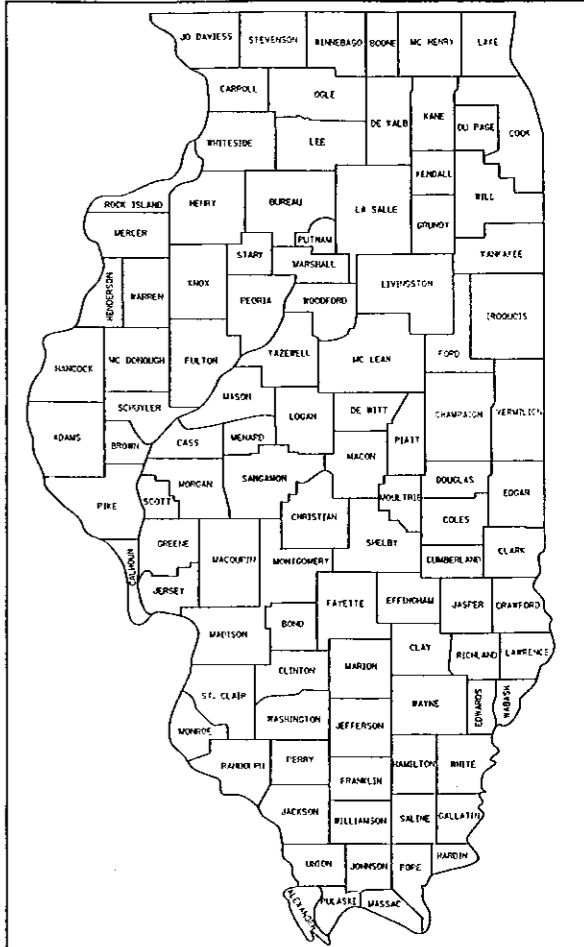 JO DAVIESS
STEVENSON
WINNEBAGO
BOONE
MC HENRY
LAKE
CARROLL
OGLE
DE KALB
KANE
DU PAGE
COOK
WHITESIDE
LEE
KENDALL
WILL
ROCK ISLAND
HENRY
BUREAU
LA SALLE
GRUNDY
MERCER
PUTNAM
KANKAKEE
STARY
MARSHALL
HENDERSON
WARREN
KNOX
PEORIA
WOODFORD
LIVINGSTON
IROQUCIS
HANCOCK
MC DONOUGH
FULTON
TAZEWELL
MC LEAN
FORD
MASON
SCHUYLER
LOGAN
DE WITT
CHAMPAIGN
VERMILION
ADAMS
BROWN
CASS
MENARD
PIATT
MACON
PIKE
SCOTT
MORGAN
SANGAMON
DOUGLAS
EDGAR
MOULTRIE
CHRISTIAN
COLES
GREENE
MACOUPIN
MONTGOMERY
SHELBY
CUMBERLAND
CLARK
CALHOUN
JERSEY
FAYETTE
EFFINGHAM
JASPER
CRAWFORD
MADISON
BOND
CLAY
RICHLAND
LAWRENCE
CLINTON
MARION
ST. CLAIR
WAYNE
EDWARDS
WABASH
WASHINGTON
JEFFERSON
MONROE
RANDOLPH
PERRY
HAMILTON
WHITE
FRANKLIN
JACKSON
WILLIAMSON
SALINE
GALLATIN
HARDIN
UNION
JOHNSON
POPE
ALEXANDER
PULASKI
MASSAC